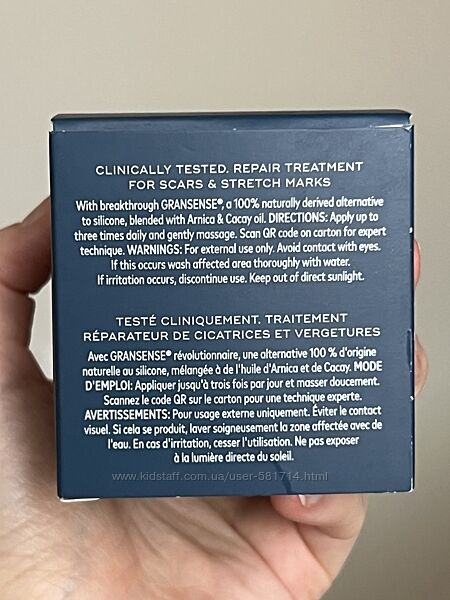 CLINICALLY TESTED. REPAIR TREATMENT
FOR SCARS & STRETCH MARKS
With breakthrough GRANSENSE®, a 100% naturally derived alternative
to silicone, blended with Arnica & Cacay oil. DIRECTIONS: Apply up to
three times daily and gently massage. Scan QR code on carton for expert
technique. WARNINGS: For external use only. Avoid contact with eyes.
If this occurs wash affected area thoroughly with water.
If irritation occurs, discontinue use. Keep out of direct sunlight.
TESTÉ CLINIQUEMENT. TRAITEMENT
RÉPARATEUR DE CICATRICES ET VERGETURES
Avec GRANSENSE® révolutionnaire, une alternative 100 % d'origine
naturelle au silicone, mélangée à de l'huile d'Arnica et de Cacay. MODE
D'EMPLOI: Appliquer jusqu'à trois fois par jour et masser doucement.
Scannez le code QR sur le carton pour une technique experte.
AVERTISSEMENTS: Pour usage externe uniquement. Éviter le contact
visuel. Si cela se produit, laver soigneusement la zone affectée avec de
l'eau. En cas d'irritation, cesser l'utilisation. Ne pas exposer
à la lumière directe du soleil.
www.kidstaff.com.ua/user-581714.html